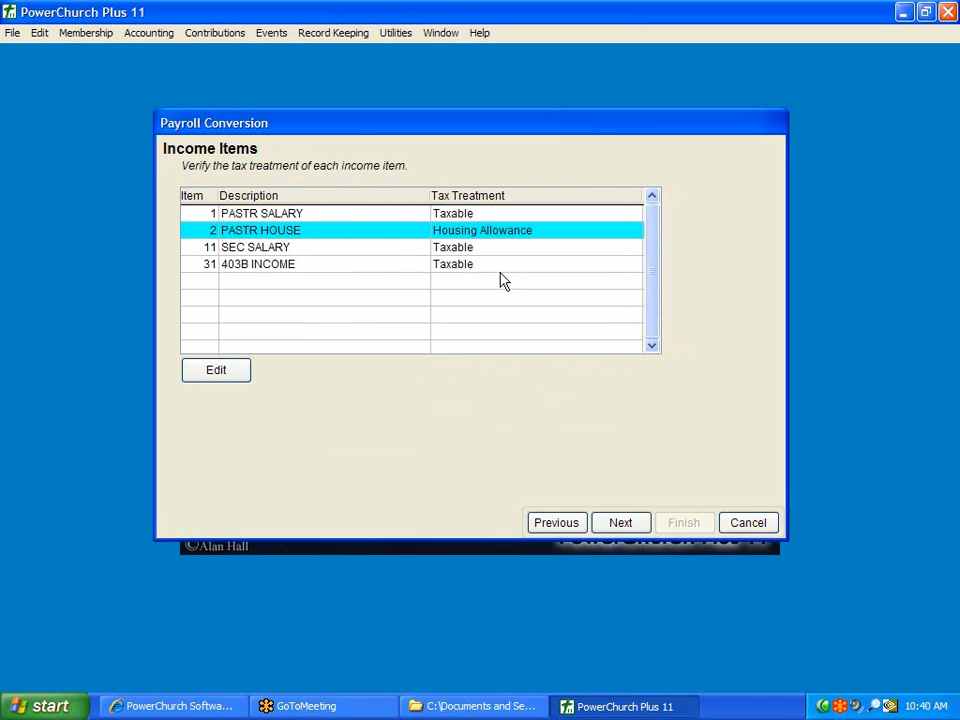 PowerChurch Plus 11
File Edit Membership Accounting Contributions Events Record Keeping Utilities Window Help
Payroll Conversion
Income Items
Verify the tax treatment of each income item.
Item Description Tax Treatment
1 PASTR SALARY Taxable
2 PASTR HOUSE Housing Allowance
11 SEC SALARY Taxable
31 403B INCOME Taxable
Edit
Previous Next Finish Cancel
©Alan Hall
start PowerChurch Softwa... GoToMeeting C:\Documents and Se... PowerChurch Plus 11 10:40 AM